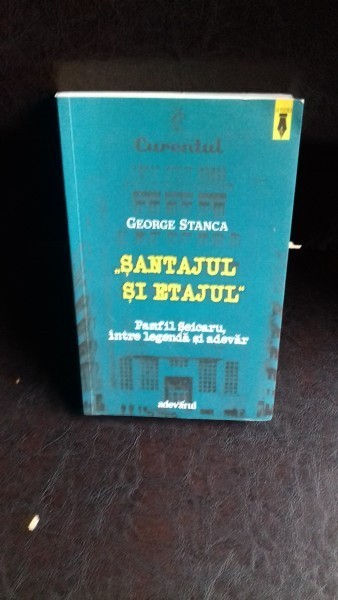 Curentul
GEORGE STANCA
„ȘANTAJUL
ȘI ETAJUL“
Pamfil Șeicaru,
între legendă și adevăr
adevărul